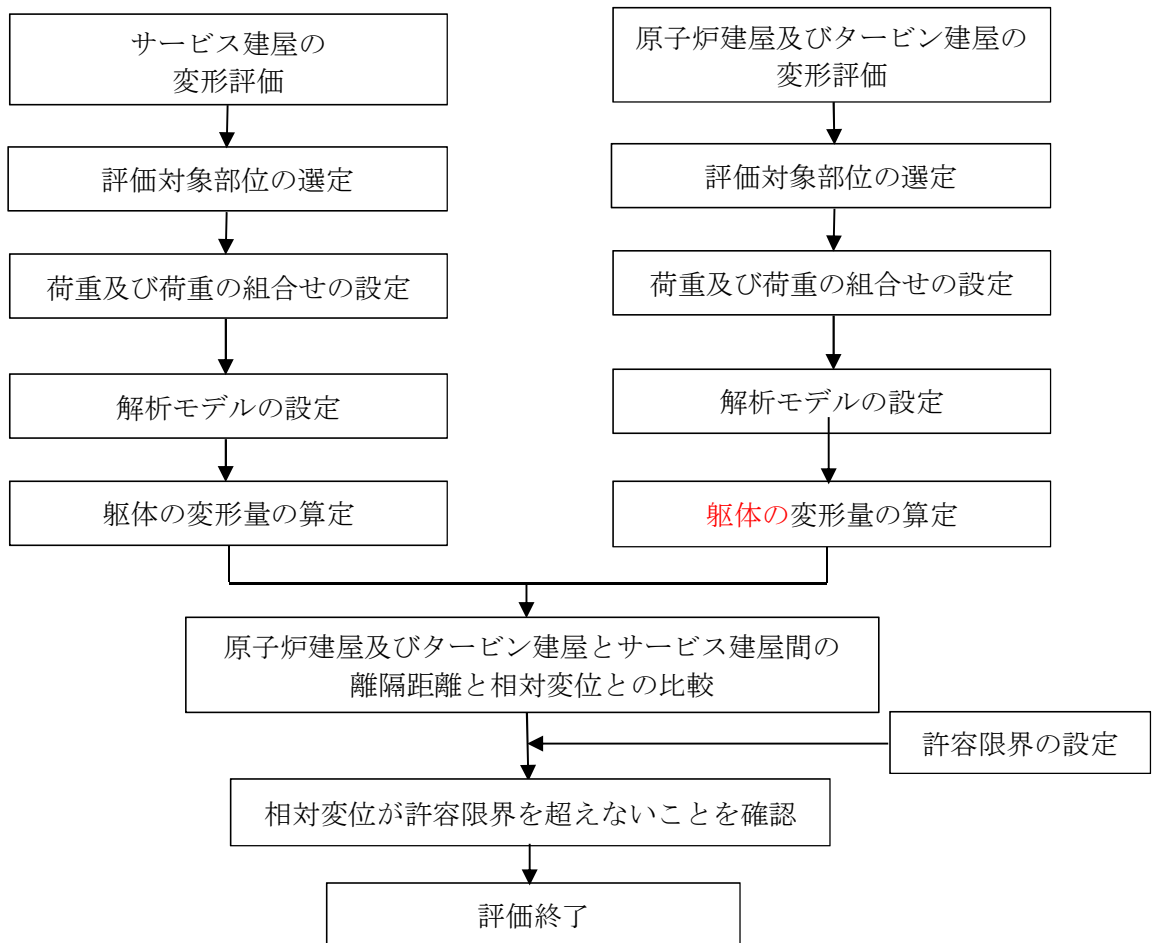 サービス建屋の
変形評価
評価対象部位の選定
荷重及び荷重の組合せの設定
解析モデルの設定
躯体の変形量の算定
原子炉建屋及びタービン建屋の
変形評価
評価対象部位の選定
荷重及び荷重の組合せの設定
解析モデルの設定
躯体の変形量の算定
原子炉建屋及びタービン建屋とサービス建屋間の
離隔距離と相対変位との比較
許容限界の設定
相対変位が許容限界を超えないことを確認
評価終了